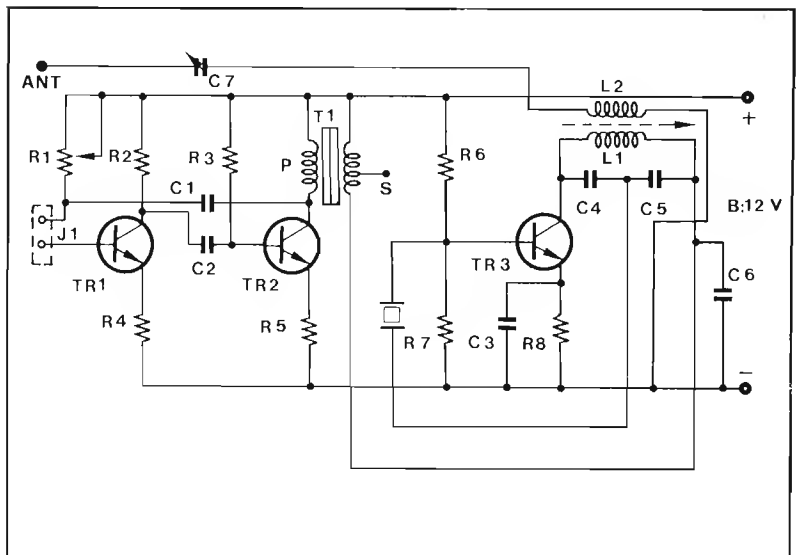 ANT
C7
L2
+
T1
R1
R2
R3
P
R6
L1
C1
S
C4
C5
B:12 V
J1
C2
TR1
TR2
TR3
C6
R4
R5
R7
C3
R8
−